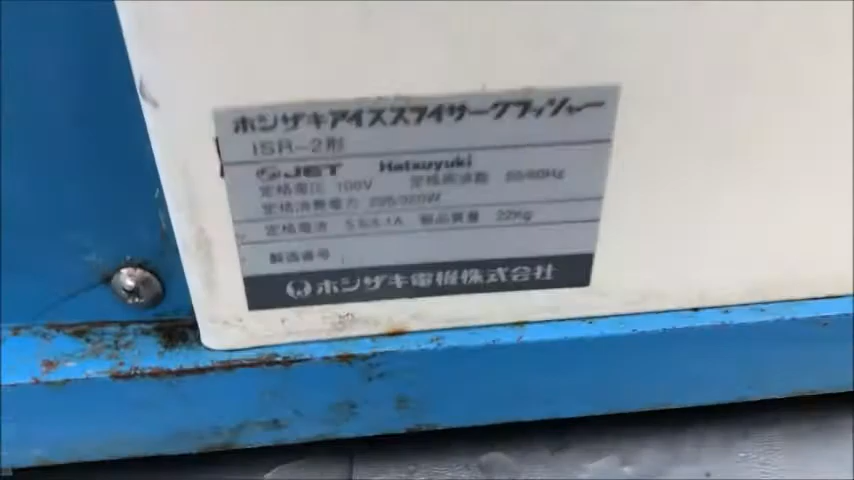 ホシザキアイススライサークラッシャー
ISR-2形
JET Hatsuyuki
定格電圧 100V 定格周波数 50/60Hz
定格消費電力
定格電流 製品質量 22Kg
製造番号
ホシザキ電機株式会社